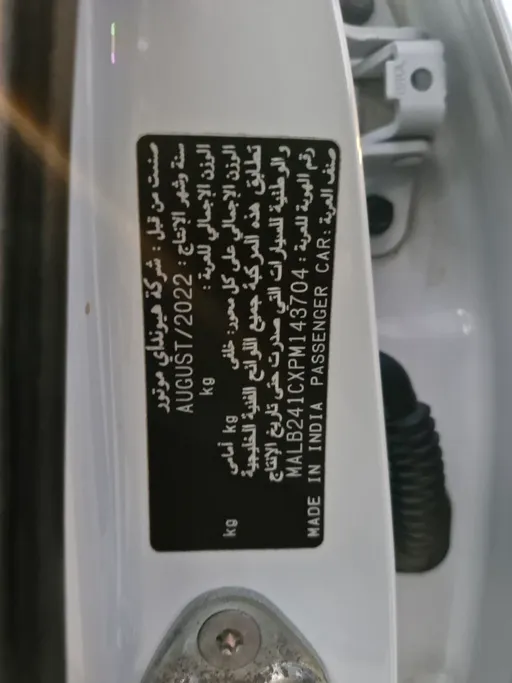 صنعت من قبل : شركة هيونداي موتور
سنة وشهر الإنتاج : AUGUST/2022
الوزن الإجمالي للعربة : kg
الوزن الإجمالي على كل محور: خلفي kg أمامي kg
تطابق هذه المركبة جميع اللوائح الفنية الخليجية
والوطنية للسيارات التي صدرت حتى تاريخ الإنتاج
رقم الهوية للعربة : MALB241CXPM143704
صنف العربة : MADE IN INDIA PASSENGER CAR